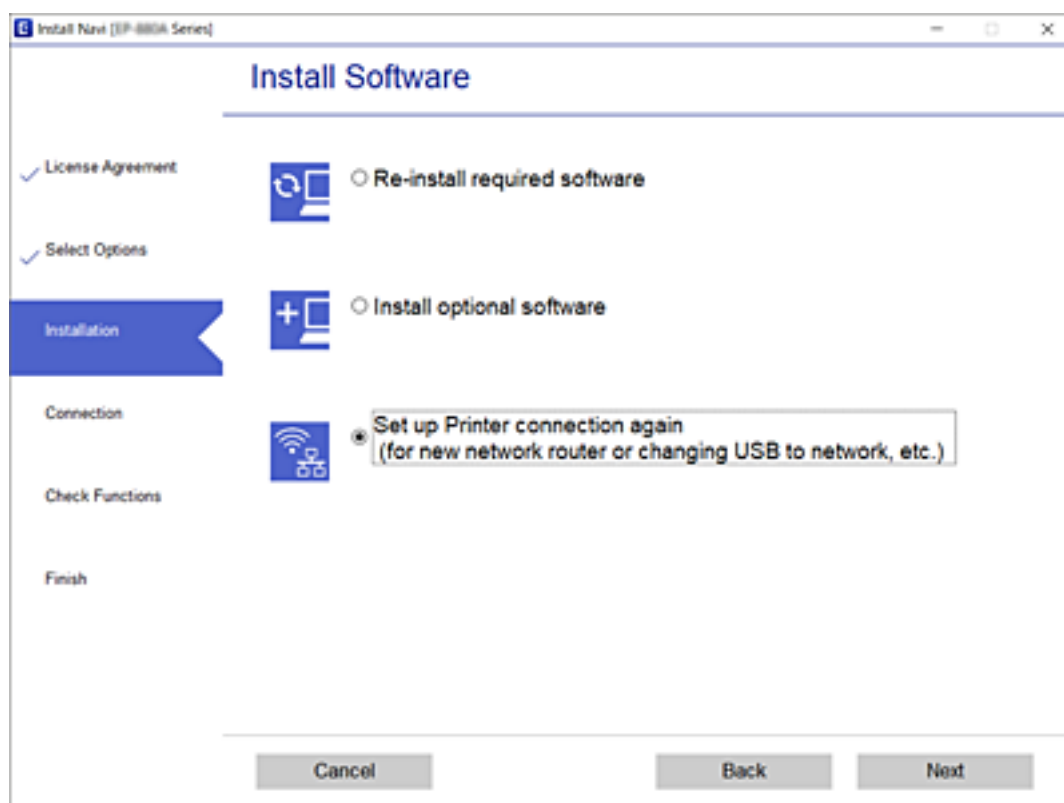 Install Navi [EP-880A Series]
Install Software
License Agreement
Select Options
Installation
Connection
Check Functions
Finish
Re-install required software
Install optional software
Set up Printer connection again
(for new network router or changing USB to network, etc.)
Cancel
Back
Next